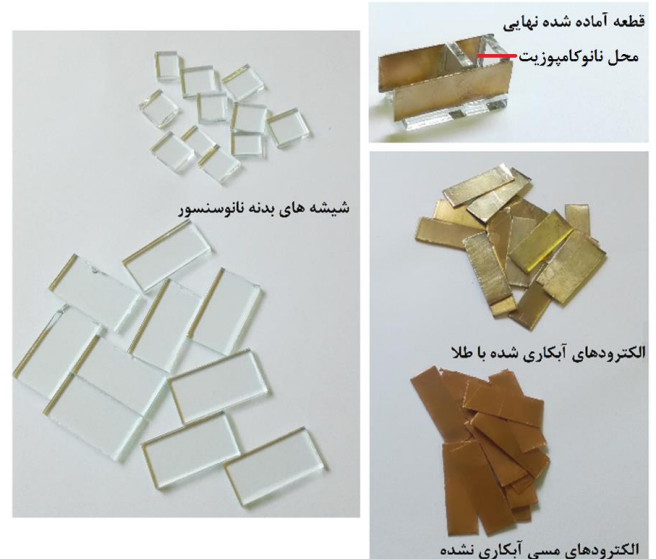 قطعه آماده شده نهایی
محل نانوکامپوزیت
شیشه های بدنه نانوسنسور
الکترودهای آبکاری شده با طلا
الکترودهای مسی آبکاری نشده